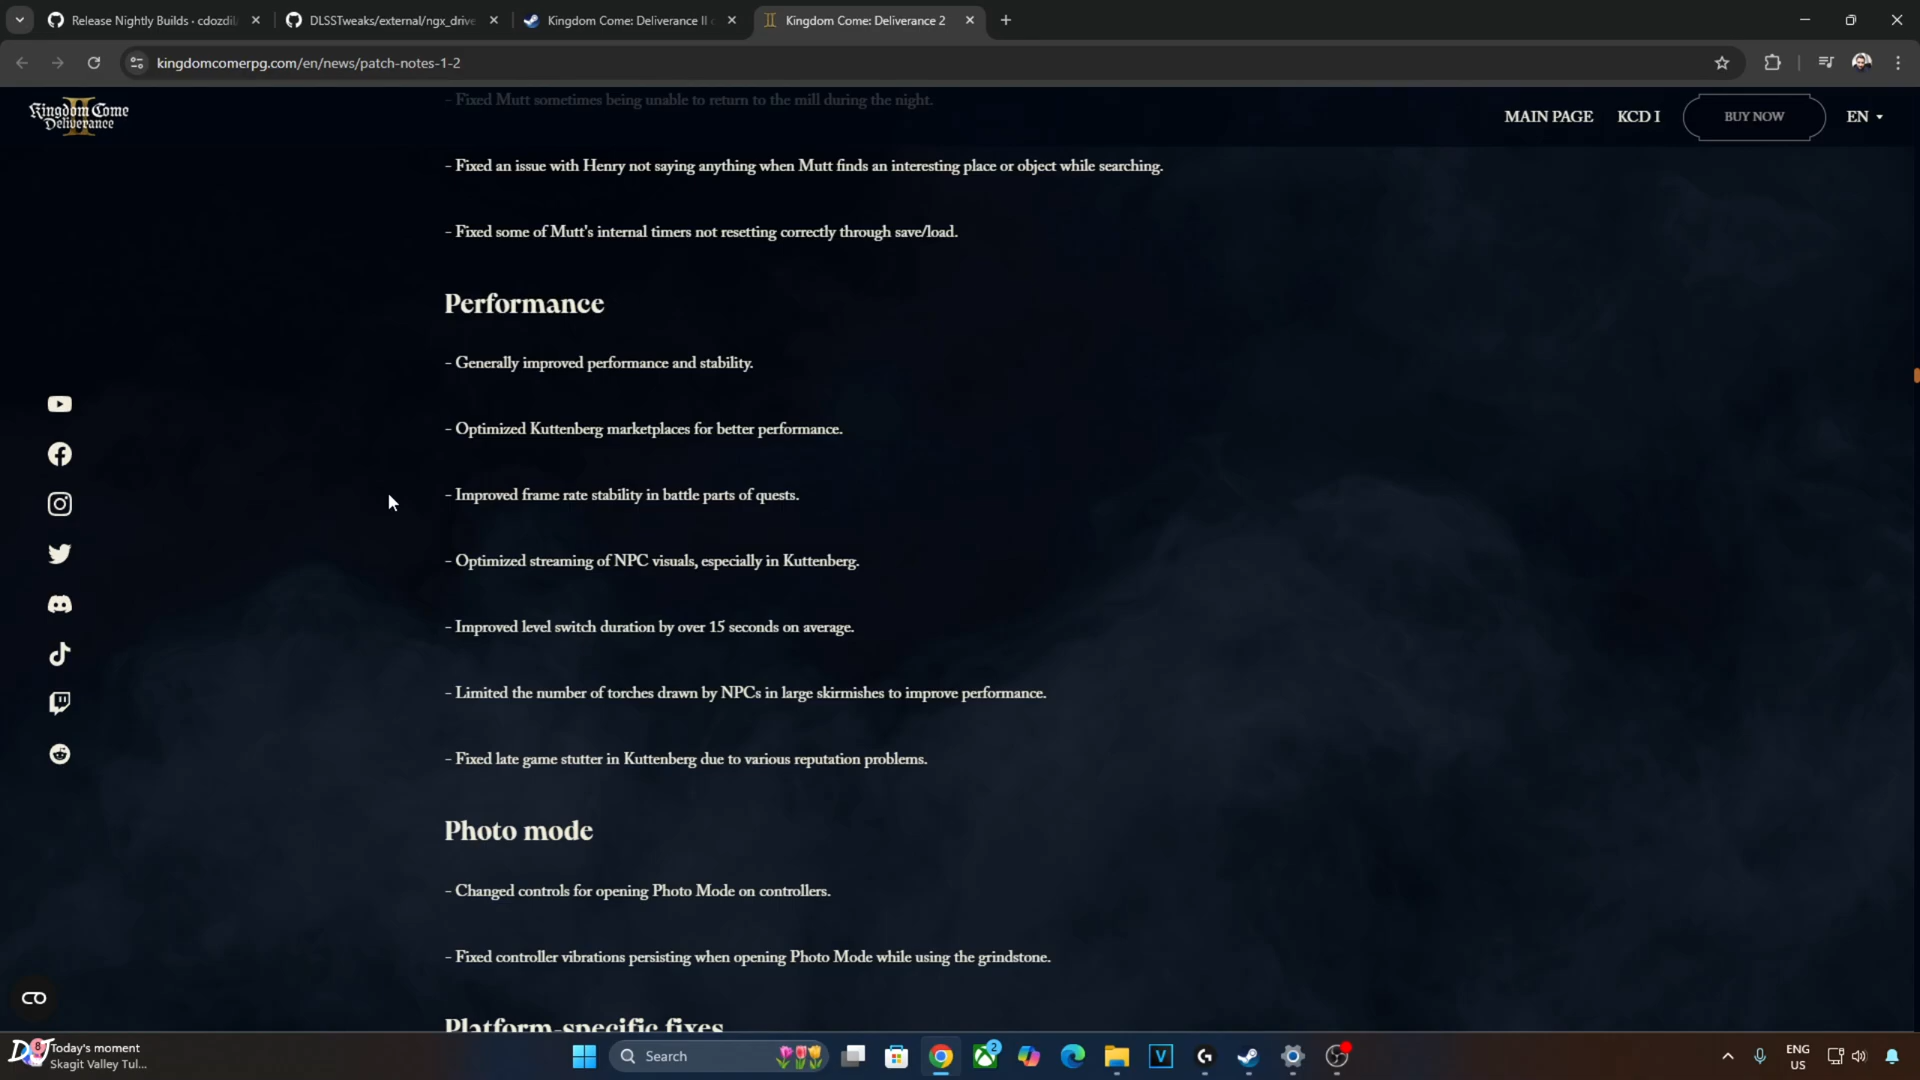 Release Nightly Builds · cdozdil
DLSSTweaks/external/ngx_drive
Kingdom Come: Deliverance II
Kingdom Come: Deliverance 2
kingdomcomerpg.com/en/news/patch-notes-1-2
Kingdom Come
Deliverance
II
MAIN PAGE
KCD I
BUY NOW
EN
- Fixed Mutt sometimes being unable to return to the mill during the night.
- Fixed an issue with Henry not saying anything when Mutt finds an interesting place or object while searching.
- Fixed some of Mutt's internal timers not resetting correctly through save/load.
Performance
- Generally improved performance and stability.
- Optimized Kuttenberg marketplaces for better performance.
- Improved frame rate stability in battle parts of quests.
- Optimized streaming of NPC visuals, especially in Kuttenberg.
- Improved level switch duration by over 15 seconds on average.
- Limited the number of torches drawn by NPCs in large skirmishes to improve performance.
- Fixed late game stutter in Kuttenberg due to various reputation problems.
Photo mode
- Changed controls for opening Photo Mode on controllers.
- Fixed controller vibrations persisting when opening Photo Mode while using the grindstone.
Platform-specific fixes
DJ
8
Today's moment
Skagit Valley Tul...
Search
2
V
ENG
US